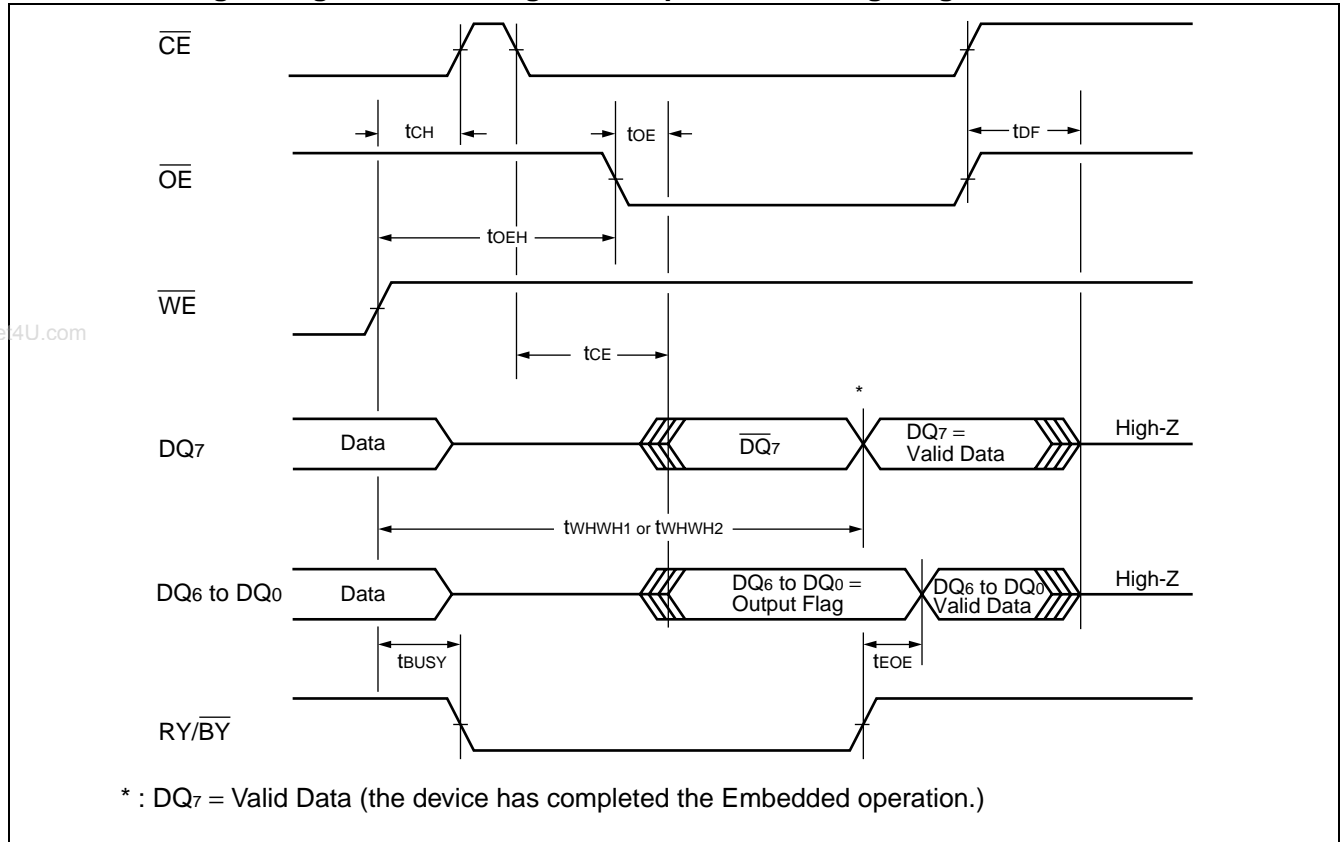 CE
tCH
tOE
tDF
OE
tOEH
WE
et4U.com
tCE
*
DQ7
Data
DQ7
DQ7 =
Valid Data
High-Z
tWHWH1 or tWHWH2
DQ6 to DQ0
Data
DQ6 to DQ0 =
Output Flag
DQ6 to DQ0
Valid Data
High-Z
tBUSY
tEOE
RY/BY
* : DQ7 = Valid Data (the device has completed the Embedded operation.)